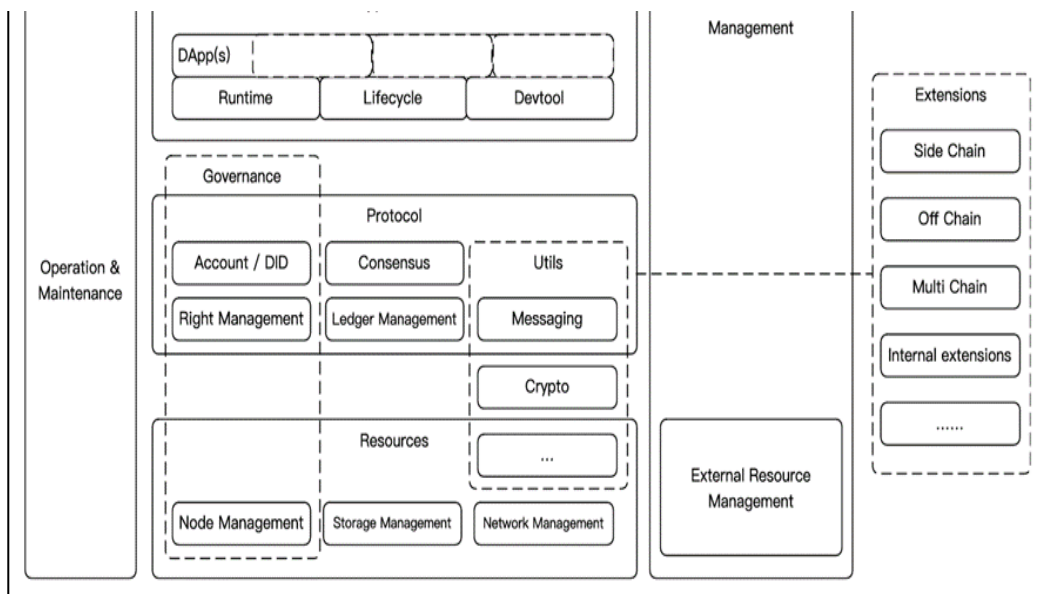 Management
DApp(s)
Runtime
Lifecycle
Devtool
Extensions
Side Chain
Off Chain
Multi Chain
Internal extensions
......
Governance
Protocol
Account / DID
Consensus
Utils
Right Management
Ledger Management
Messaging
Crypto
Operation &
Maintenance
Resources
...
Node Management
Storage Management
Network Management
External Resource
Management